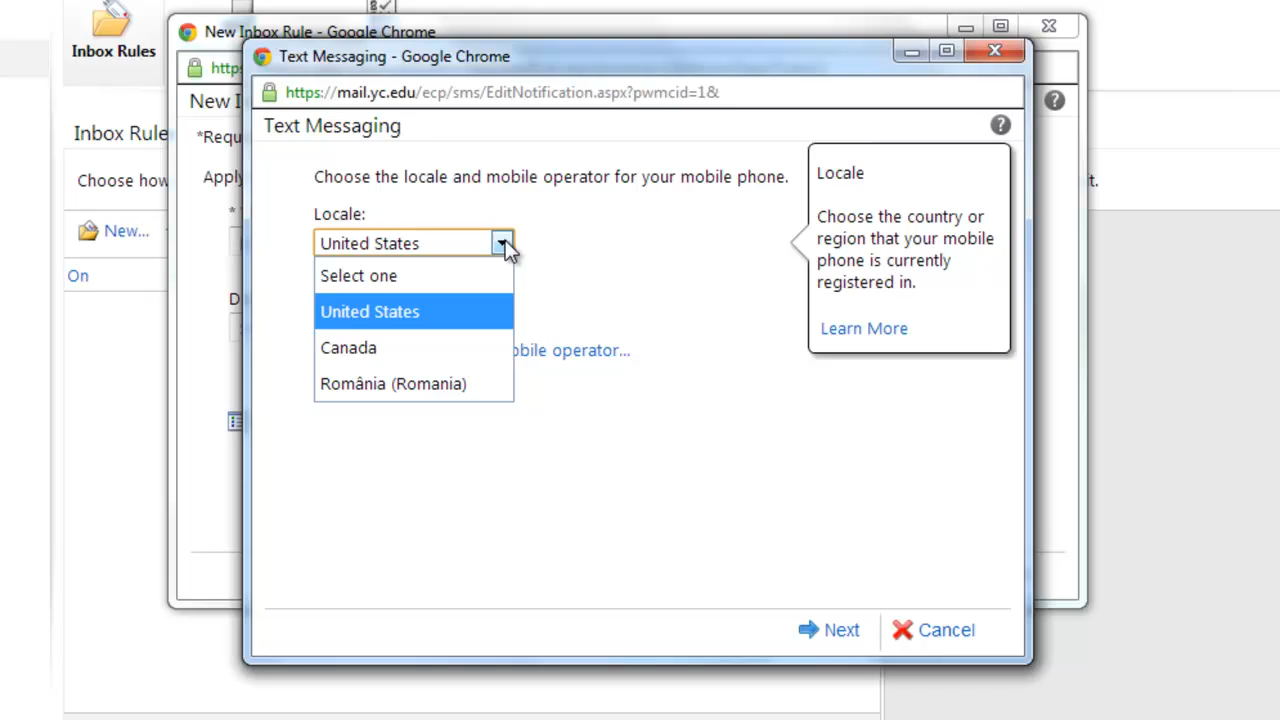 Inbox Rules
New Inbox Rule - Google Chrome
Text Messaging - Google Chrome
https
https://mail.yc.edu/ecp/sms/EditNotification.aspx?pwmcid=1&
New I
Text Messaging
Inbox Rule
*Requ
Choose how
Apply
t.
Choose the locale and mobile operator for your mobile phone.
Locale:
United States
Select one
United States
Canada
România (Romania)
obile operator...
Locale
Choose the country or
region that your mobile
phone is currently
registered in.
Learn More
New...
*
On
D
Next
Cancel